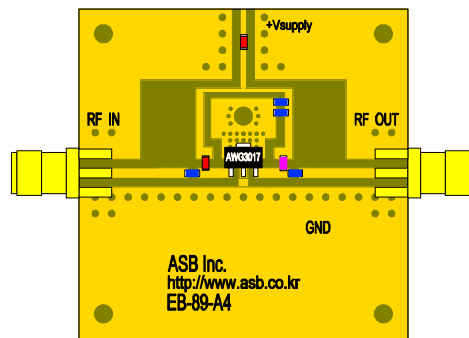 +Vsupply
RF IN
RF OUT
AWG3017
GND
ASB Inc.
http://www.asb.co.kr
EB-89-A4